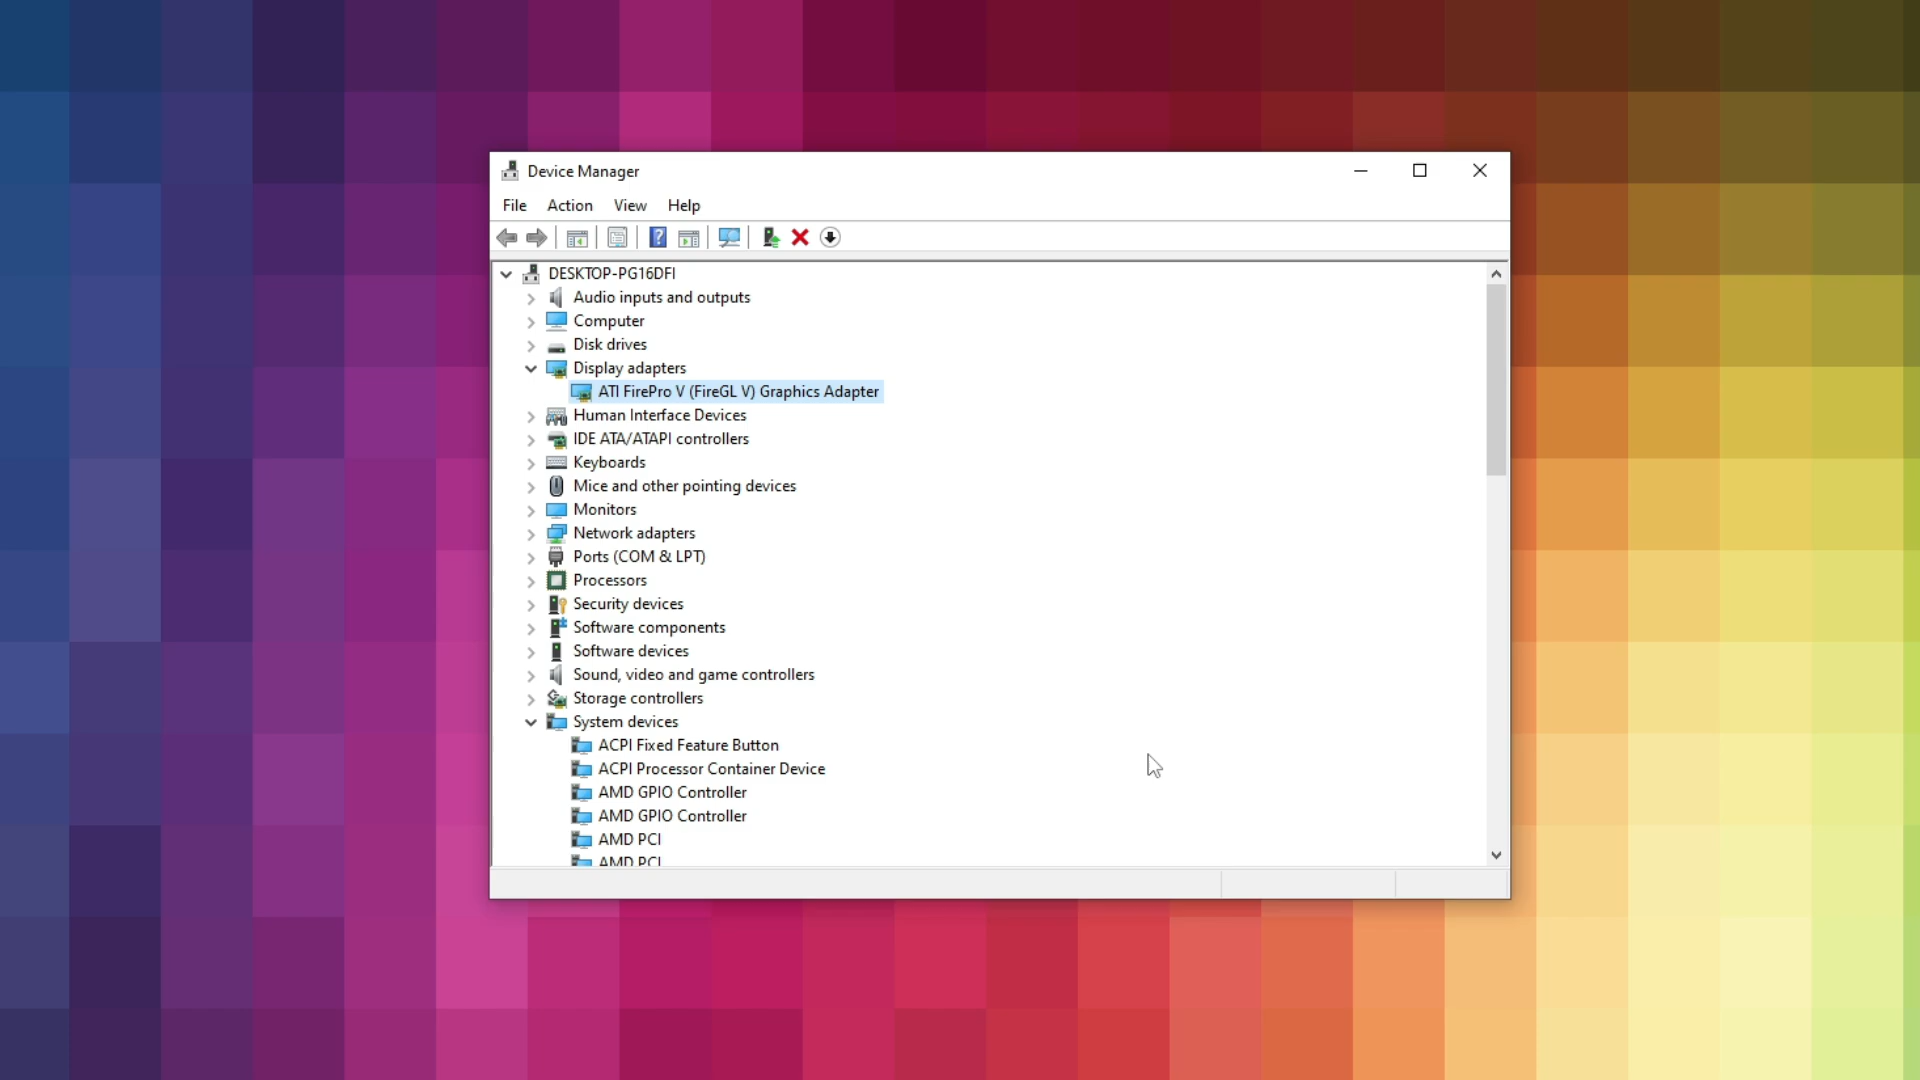 Device Manager
File Action View Help
DESKTOP-PG16DFI
Audio inputs and outputs
Computer
Disk drives
Display adapters
ATI FirePro V (FireGL V) Graphics Adapter
Human Interface Devices
IDE ATA/ATAPI controllers
Keyboards
Mice and other pointing devices
Monitors
Network adapters
Ports (COM & LPT)
Processors
Security devices
Software components
Software devices
Sound, video and game controllers
Storage controllers
System devices
ACPI Fixed Feature Button
ACPI Processor Container Device
AMD GPIO Controller
AMD GPIO Controller
AMD PCI
AMD PCI